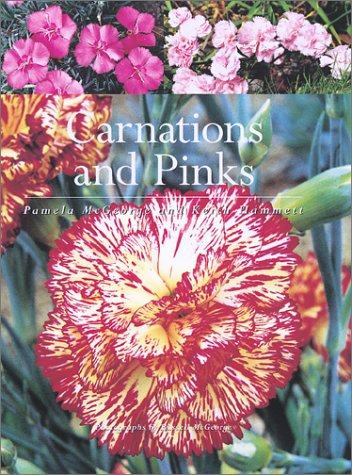 Carnations
and Pinks
Pamela McGeorge and Keith Hammett
Photographs by Russell McGeorge